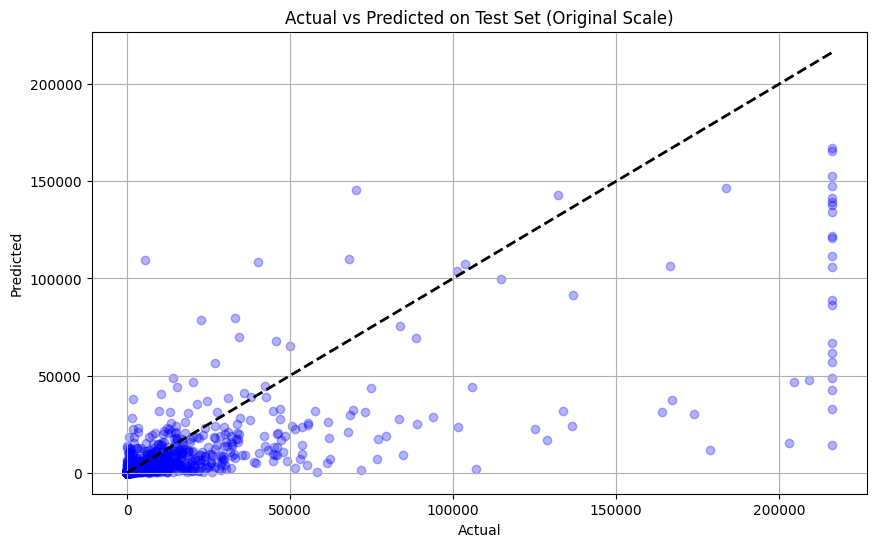 Actual vs Predicted on Test Set (Original Scale)
200000
150000
100000
50000
0
Predicted
0 50000 100000 150000 200000
Actual